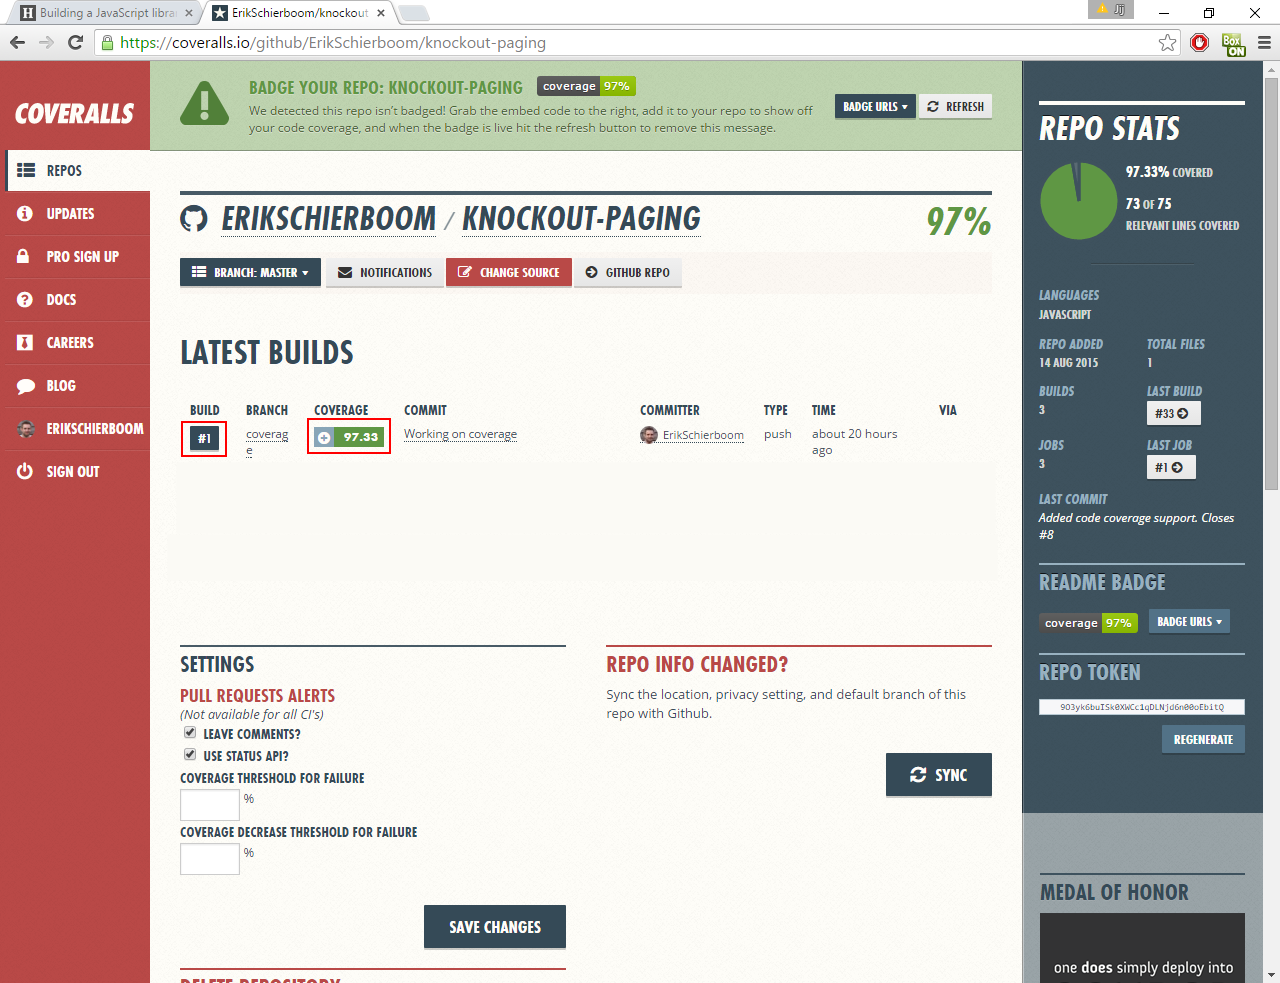 Building a JavaScript libra
ErikSchierboom/knockout
Jij
https://coveralls.io/github/ErikSchierboom/knockout-paging
Box
ON
COVERALLS
REPOS
UPDATES
PRO SIGN UP
DOCS
CAREERS
BLOG
ERIKSCHIERBOOM
SIGN OUT
BADGE YOUR REPO: KNOCKOUT-PAGING
coverage 97%
We detected this repo isn't badged! Grab the embed code to the right, add it to your repo to show off
your code coverage, and when the badge is live hit the refresh button to remove this message.
BADGE URLS
REFRESH
ERIKSCHIERBOOM / KNOCKOUT-PAGING
97%
BRANCH: MASTER
NOTIFICATIONS
CHANGE SOURCE
GITHUB REPO
LATEST BUILDS
BUILD BRANCH COVERAGE COMMIT COMMITTER TYPE TIME VIA
#1 coverag 97.33 Working on coverage ErikSchierboom push about 20 hours
e ago
SETTINGS
PULL REQUESTS ALERTS
(Not available for all CI's)
LEAVE COMMENTS?
USE STATUS API?
COVERAGE THRESHOLD FOR FAILURE
%
COVERAGE DECREASE THRESHOLD FOR FAILURE
%
SAVE CHANGES
DELETE REPOSITORY
REPO INFO CHANGED?
Sync the location, privacy setting, and default branch of this
repo with Github.
SYNC
REPO STATS
97.33% COVERED
73 OF 75
RELEVANT LINES COVERED
LANGUAGES
JAVASCRIPT
REPO ADDED TOTAL FILES
14 AUG 2015 1
BUILDS LAST BUILD
3 #33
JOBS LAST JOB
3 #1
LAST COMMIT
Added code coverage support. Closes
#8
README BADGE
coverage 97% BADGE URLS
REPO TOKEN
9O3yk6buISk0XWCc1qDLNjd6n00oEbitQ
REGENERATE
MEDAL OF HONOR
one does simply deploy into